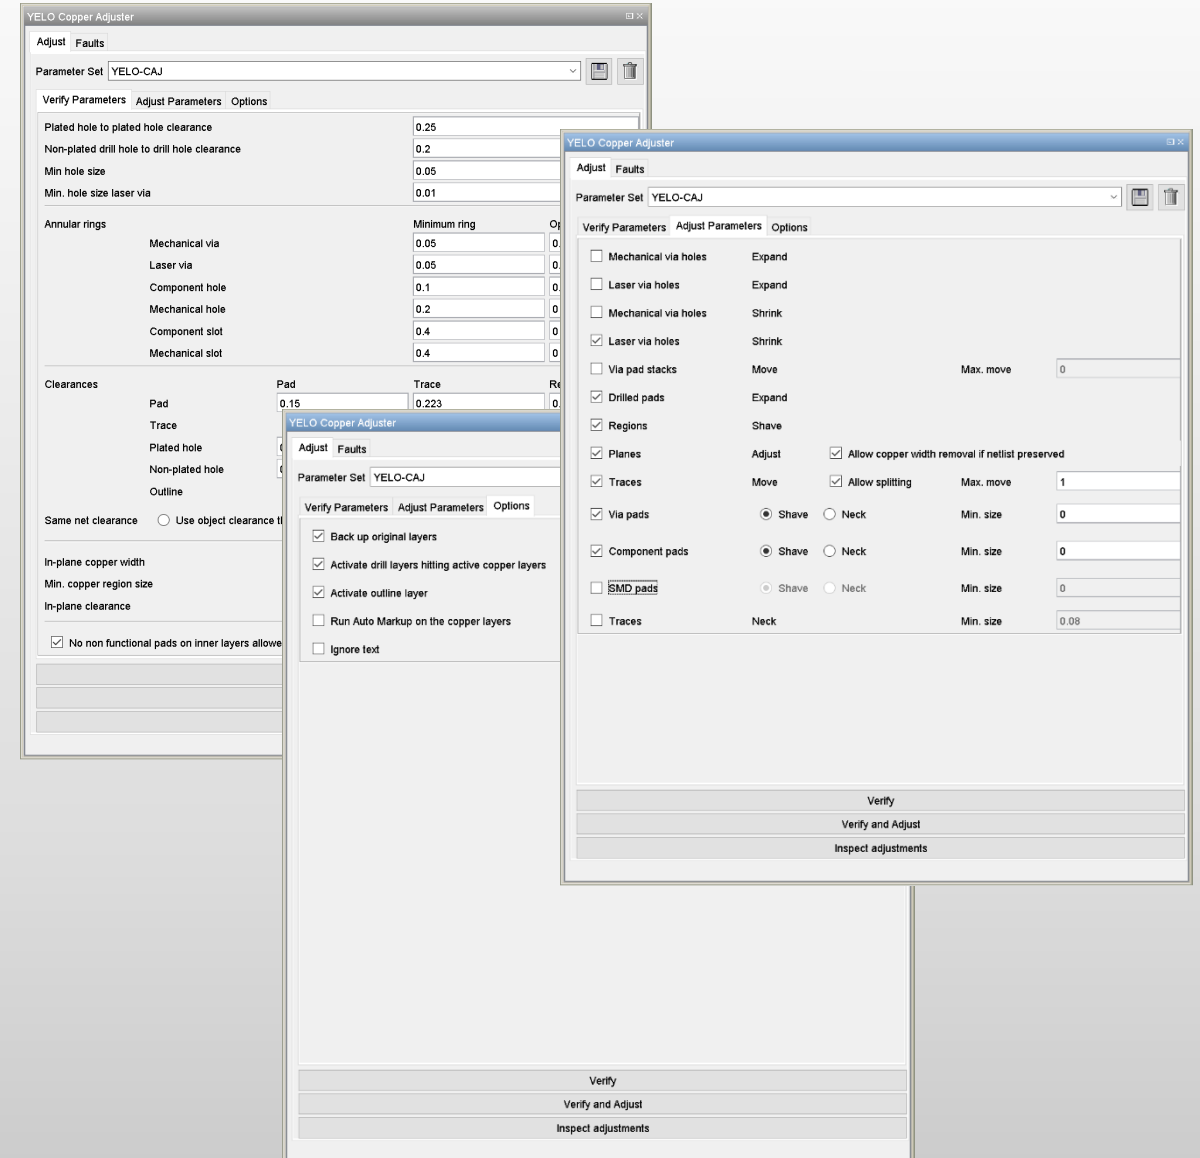 YELO Copper Adjuster
Adjust Faults
Parameter Set YELO-CAJ
Verify Parameters Adjust Parameters Options
Plated hole to plated hole clearance 0.25
Non-plated drill hole to drill hole clearance 0.2
Min hole size 0.05
Min. hole size laser via 0.01
Annular rings Minimum ring
Mechanical via 0.05
Laser via 0.05
Component hole 0.1
Mechanical hole 0.2
Component slot 0.4
Mechanical slot 0.4
Clearances Pad Trace
Pad 0.15 0.223
Trace
Plated hole
Non-plated hole
Outline
Same net clearance Use object clearance
In-plane copper width
Min. copper region size
In-plane clearance
No non functional pads on inner layers
YELO Copper Adjuster
Adjust Faults
Parameter Set YELO-CAJ
Verify Parameters Adjust Parameters Options
Back up original layers
Activate drill layers hitting active copper layers
Activate outline layer
Run Auto Markup on the copper layers
Ignore text
Verify
Verify and Adjust
Inspect adjustments
YELO Copper Adjuster
Adjust Faults
Parameter Set YELO-CAJ
Verify Parameters Adjust Parameters Options
Mechanical via holes Expand
Laser via holes Expand
Mechanical via holes Shrink
Laser via holes Shrink
Via pad stacks Move Max. move 0
Drilled pads Expand
Regions Shave
Planes Adjust Allow copper width removal if netlist preserved
Traces Move Allow splitting Max. move 1
Via pads Shave Neck Min. size 0
Component pads Shave Neck Min. size 0
SMD pads Shave Neck Min. size 0
Traces Neck Min. size 0.08
Verify
Verify and Adjust
Inspect adjustments